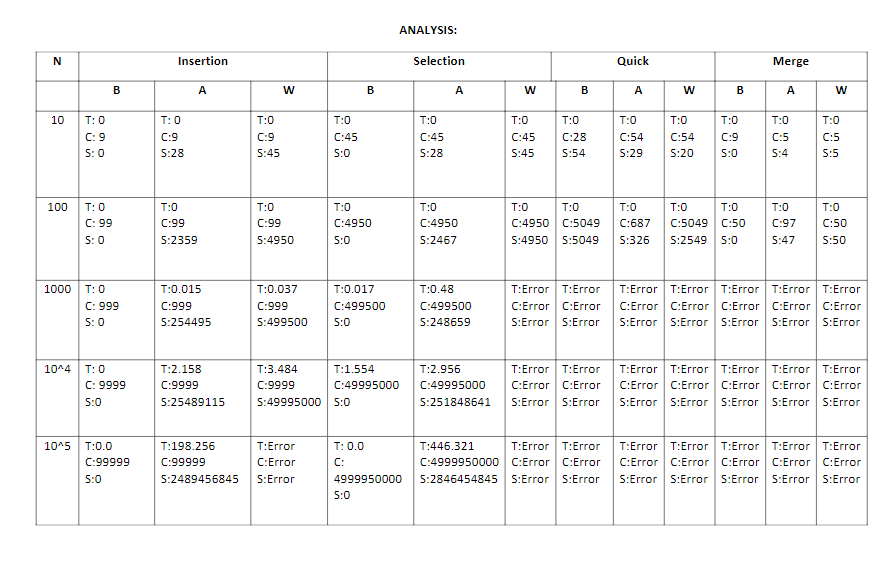 ANALYSIS:
N Insertion Selection Quick Merge
B A W B A W B A W B A W
10 T: 0 T: 0 T:0 T:0 T:0 T:0 T:0 T:0 T:0 T:0 T:0 T:0
C: 9 C:9 C:9 C:45 C:45 C:45 C:28 C:54 C:54 C:9 C:5 C:5
S: 0 S:28 S:45 S:0 S:28 S:45 S:54 S:29 S:20 S:0 S:4 S:5
100 T: 0 T:0 T:0 T:0 T:0 T:0 T:0 T:0 T:0 T:0 T:0 T:0
C: 99 C:99 C:99 C:4950 C:4950 C:4950 C:5049 C:687 C:5049 C:50 C:97 C:50
S: 0 S:2359 S:4950 S:0 S:2467 S:4950 S:5049 S:326 S:2549 S:0 S:47 S:50
1000 T: 0 T:0.015 T:0.037 T:0.017 T:0.48 T:Error T:Error T:Error T:Error T:Error T:Error T:Error
C: 999 C:999 C:999 C:499500 C:499500 C:Error C:Error C:Error C:Error C:Error C:Error C:Error
S: 0 S:254495 S:499500 S:0 S:248659 S:Error S:Error S:Error S:Error S:Error S:Error S:Error
10^4 T: 0 T:2.158 T:3.484 T:1.554 T:2.956 T:Error T:Error T:Error T:Error T:Error T:Error T:Error
C: 9999 C:9999 C:9999 C:49995000 C:49995000 C:Error C:Error C:Error C:Error C:Error C:Error C:Error
S:0 S:25489115 S:49995000 S:0 S:251848641 S:Error S:Error S:Error S:Error S:Error S:Error S:Error
10^5 T:0.0 T:198.256 T:Error T: 0.0 T:446.321 T:Error T:Error T:Error T:Error T:Error T:Error T:Error
C:99999 C:99999 C:Error C: C:4999950000 C:Error C:Error C:Error C:Error C:Error C:Error C:Error
S:0 S:2489456845 S:Error 4999950000 S:2846454845 S:Error S:Error S:Error S:Error S:Error S:Error S:Error
S:0